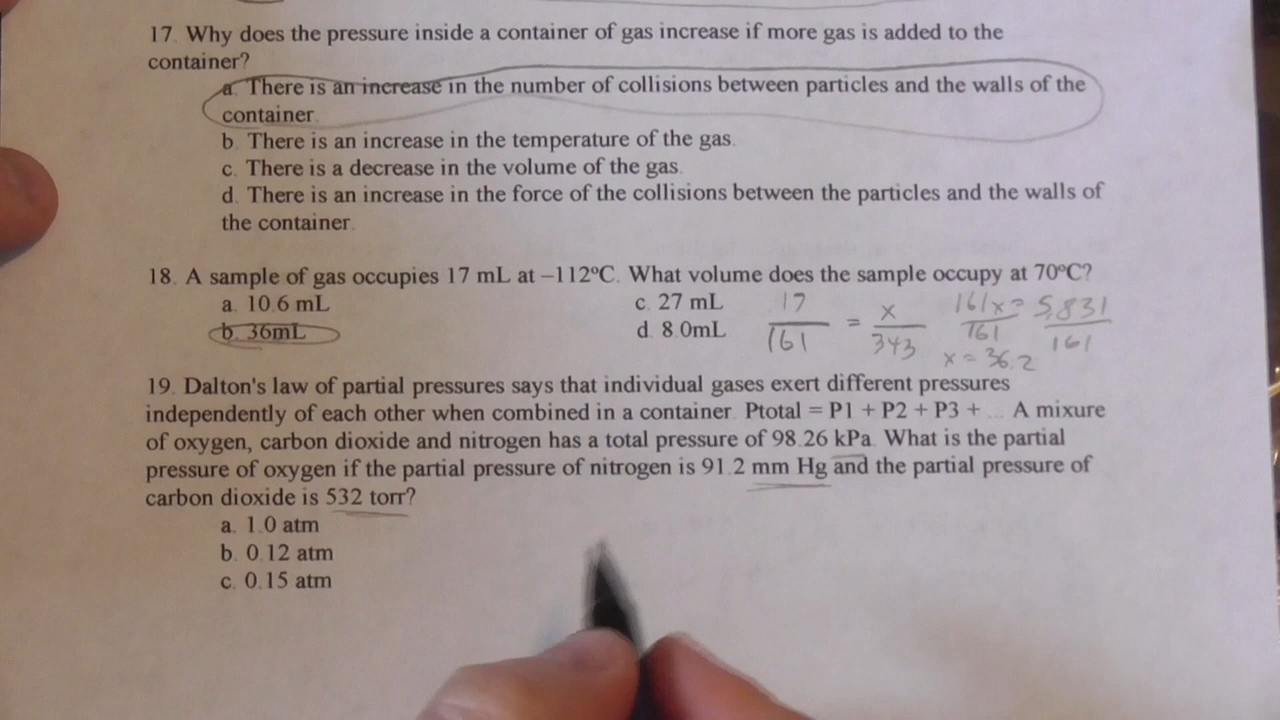 17. Why does the pressure inside a container of gas increase if more gas is added to the
container?
a. There is an increase in the number of collisions between particles and the walls of the
container.
b. There is an increase in the temperature of the gas.
c. There is a decrease in the volume of the gas.
d. There is an increase in the force of the collisions between the particles and the walls of
the container.
18. A sample of gas occupies 17 mL at –112ºC. What volume does the sample occupy at 70ºC?
a. 10.6 mL
c. 27 mL
b. 36mL
d. 8.0mL
17/161 = x/343
161x/161 = 5,831/161
x = 36.2
19. Dalton's law of partial pressures says that individual gases exert different pressures
independently of each other when combined in a container. Ptotal = P1 + P2 + P3 + ... A mixure
of oxygen, carbon dioxide and nitrogen has a total pressure of 98.26 kPa. What is the partial
pressure of oxygen if the partial pressure of nitrogen is 91.2 mm Hg and the partial pressure of
carbon dioxide is 532 torr?
a. 1.0 atm
b. 0.12 atm
c. 0.15 atm